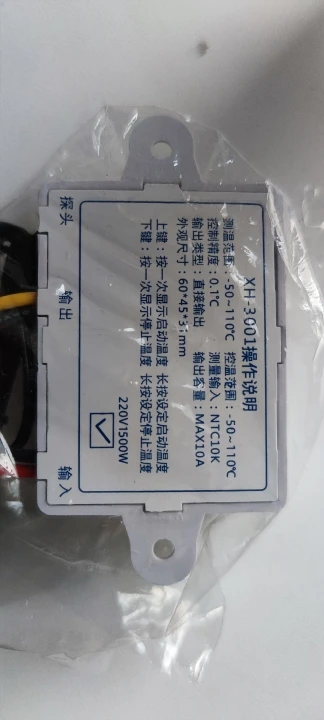 XH-3001操作说明
测温范围：-50~110℃ 控温范围：-50~110℃
控制精度：0.1℃ 测量输入：NTC10K
输出类型：直接输出 输出容量：MAX10A
外观尺寸：60*45*31mm
上键：按一次显示启动温度 长按设定启动温度
下键：按一次显示停止温度 长按设定停止温度
220V1500W
探头 输出 输入